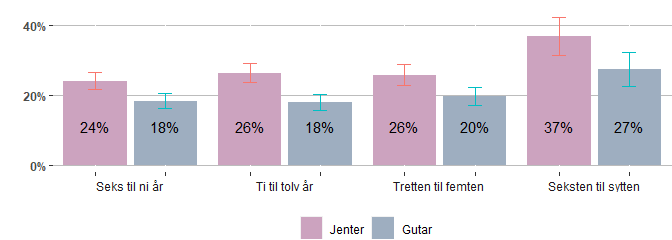 40%
20%
0%
24%
18%
26%
18%
26%
20%
37%
27%
Seks til ni år
Ti til tolv år
Tretten til femten
Seksten til sytten
Jenter
Gutar